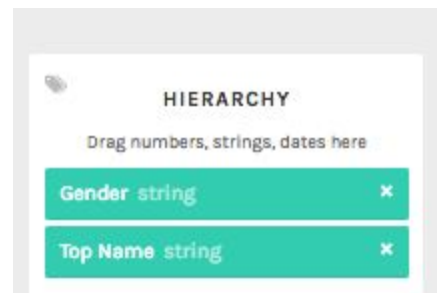 HIERARCHY
Drag numbers, strings, dates here
Gender string ×
Top Name string ×